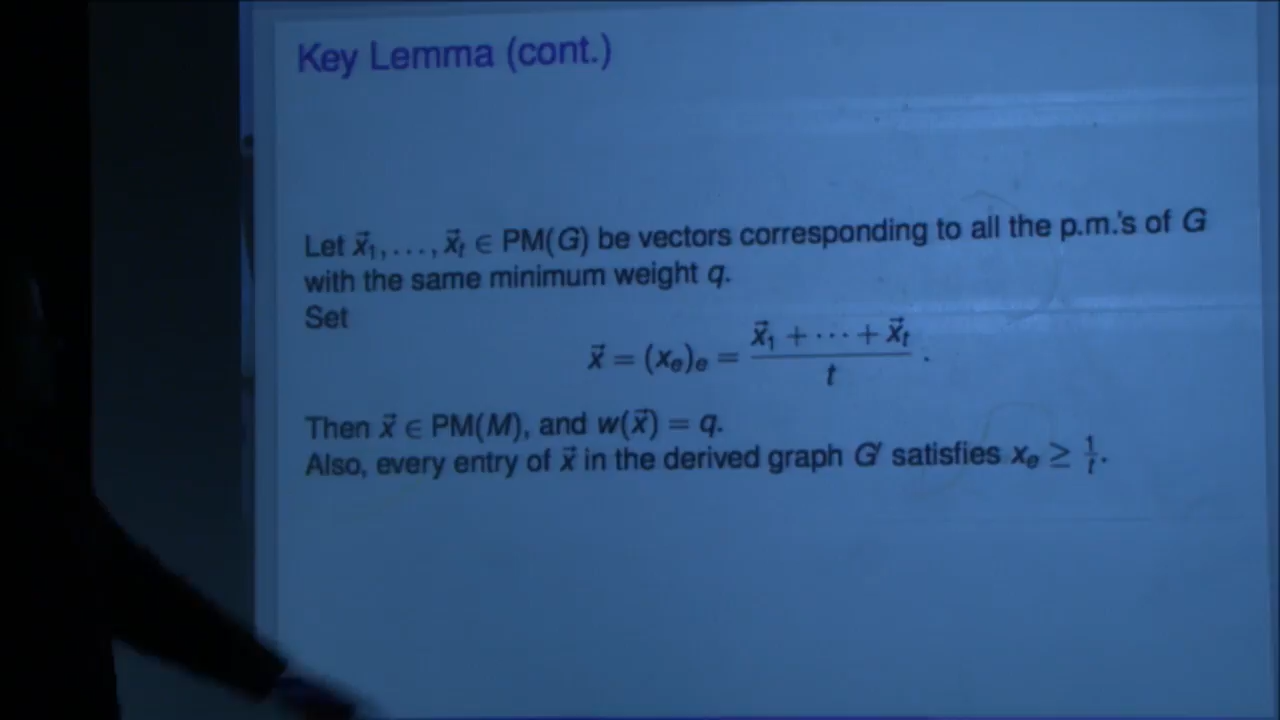 Key Lemma (cont.)
Let x⃗₁, . . . , x⃗ₜ ∈ PM(G) be vectors corresponding to all the p.m.'s of G
with the same minimum weight q.
Set
x⃗ = (xₑ)ₑ = (x⃗₁ + ⋯ + x⃗ₜ) / t .
Then x⃗ ∈ PM(M), and w(x⃗) = q.
Also, every entry of x⃗ in the derived graph G′ satisfies xₑ ≥ 1/t.